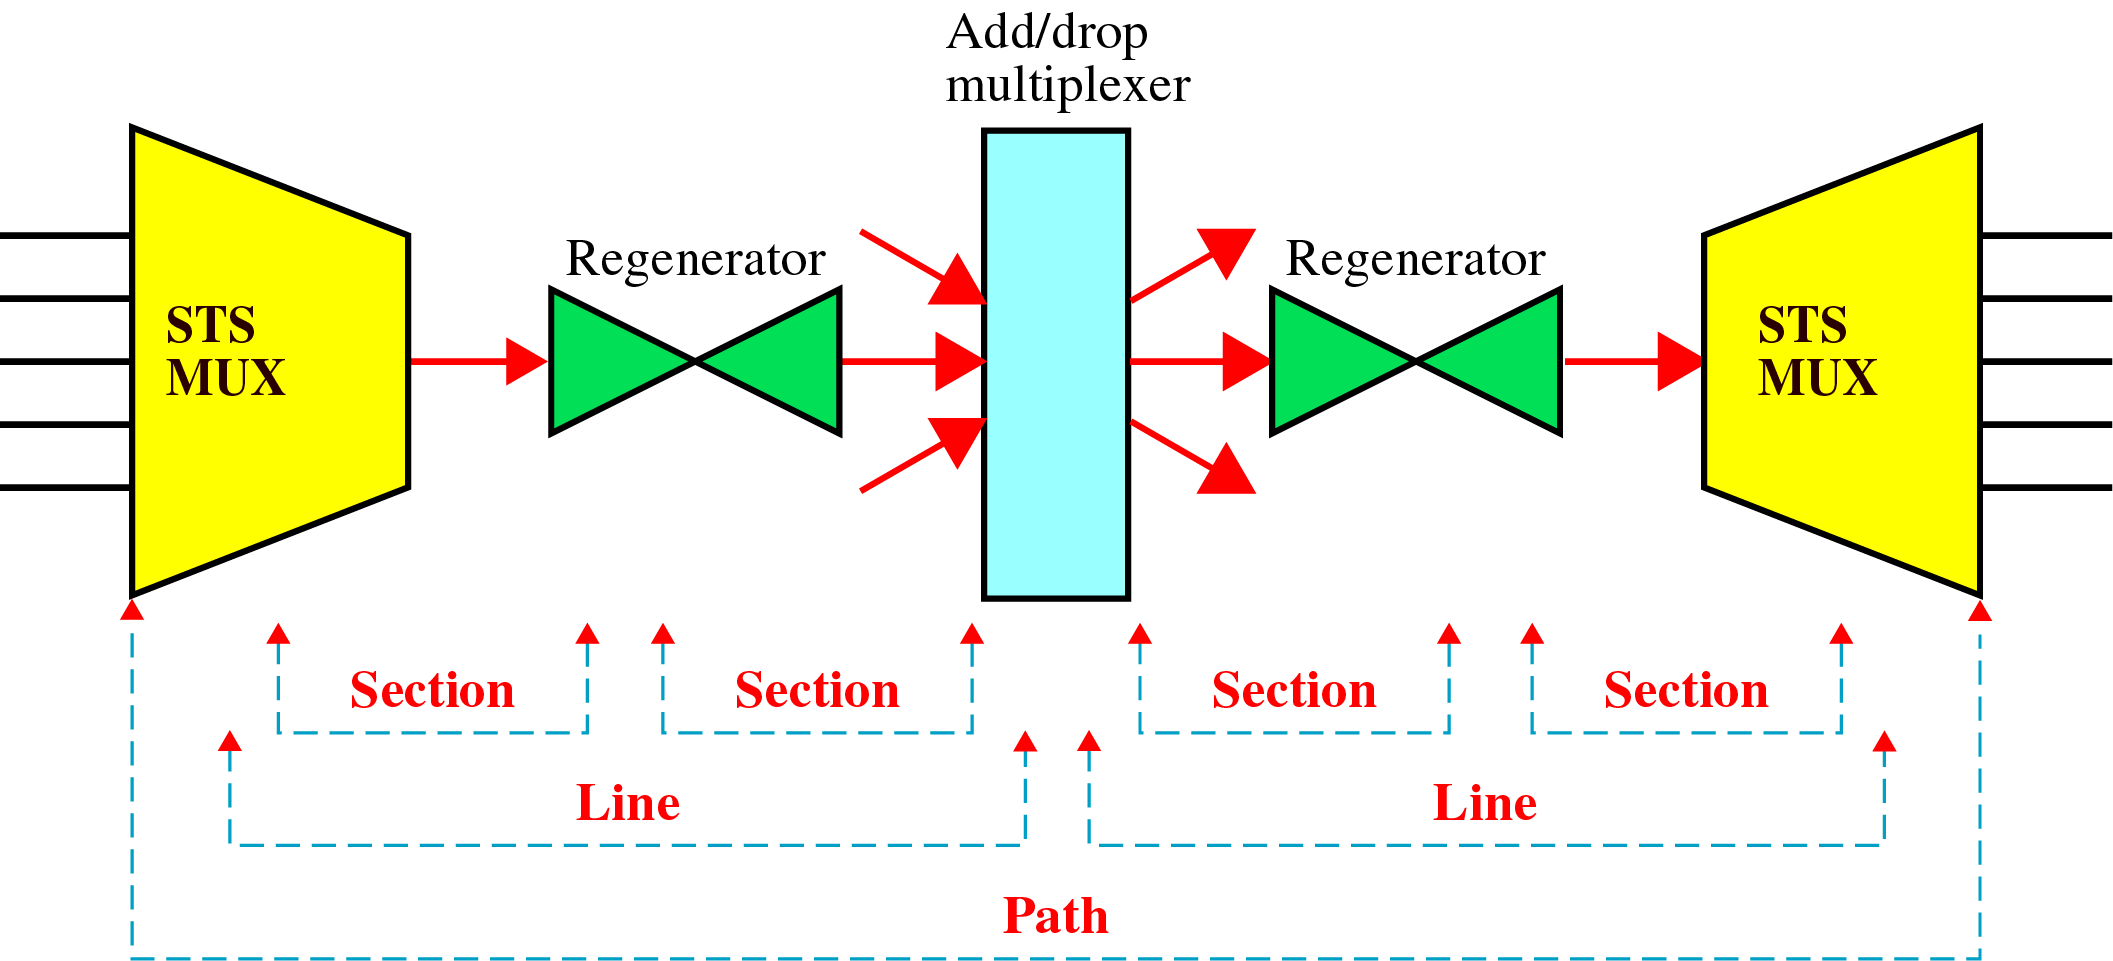 Add/drop
multiplexer
Regenerator
Regenerator
STS
MUX
STS
MUX
Section
Section
Section
Section
Line
Line
Path